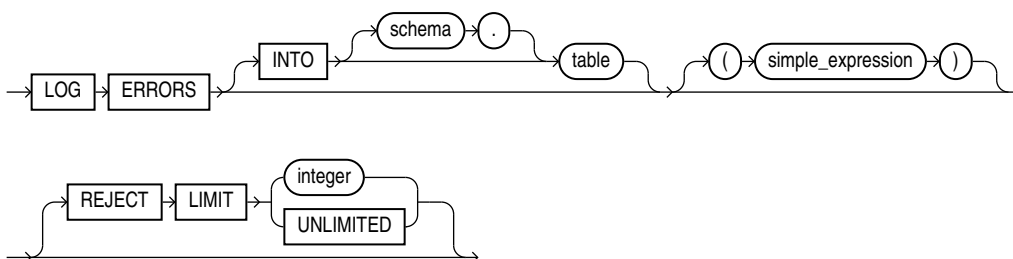 schema .
INTO table ( simple_expression )
LOG ERRORS
integer
REJECT LIMIT
UNLIMITED